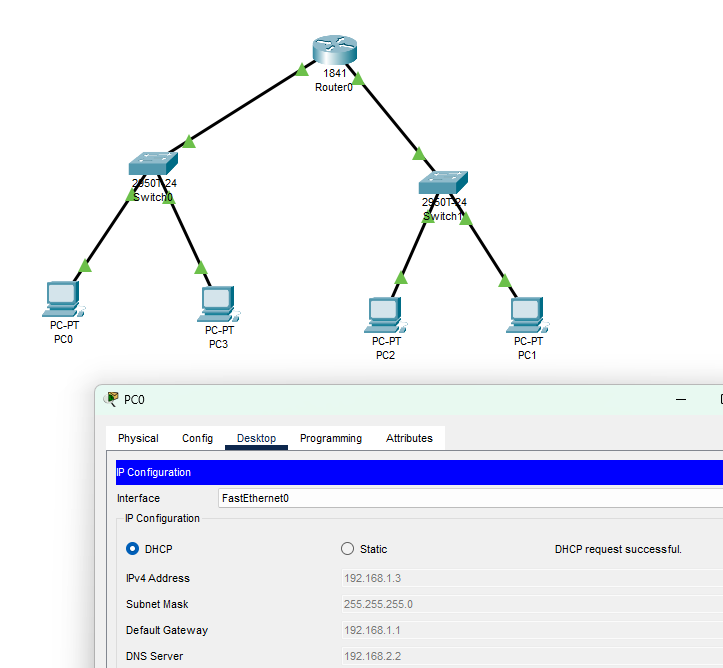 1841
Router0
2950T-24
Switch0
2950T-24
Switch1
PC-PT
PC0
PC-PT
PC3
PC-PT
PC2
PC-PT
PC1
PC0
Physical Config Desktop Programming Attributes
IP Configuration
Interface FastEthernet0
IP Configuration
DHCP Static DHCP request successful.
IPv4 Address 192.168.1.3
Subnet Mask 255.255.255.0
Default Gateway 192.168.1.1
DNS Server 192.168.2.2